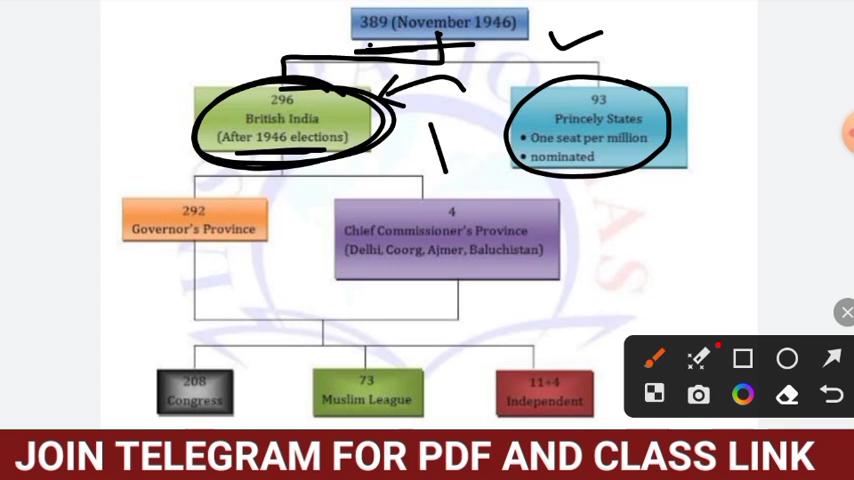 389 (November 1946)
296
British India
(After 1946 elections)
93
Princely States
• One seat per million
• nominated
292
Governor's Province
4
Chief Commissioner's Province
(Delhi, Coorg, Ajmer, Baluchistan)
208
Congress
73
Muslim League
11+4
Independent
JOIN TELEGRAM FOR PDF AND CLASS LINK